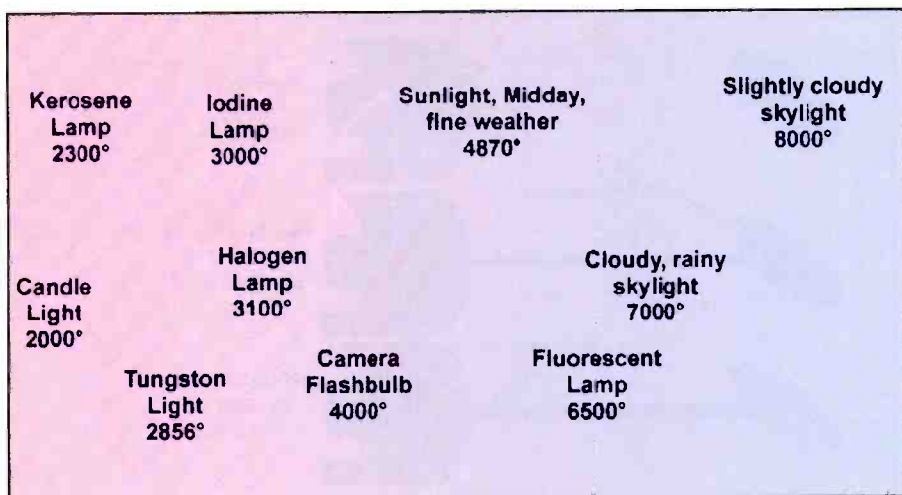 Kerosene
Lamp
2300°
Iodine
Lamp
3000°
Sunlight, Midday,
fine weather
4870°
Slightly cloudy
skylight
8000°
Candle
Light
2000°
Halogen
Lamp
3100°
Cloudy, rainy
skylight
7000°
Tungston
Light
2856°
Camera
Flashbulb
4000°
Fluorescent
Lamp
6500°